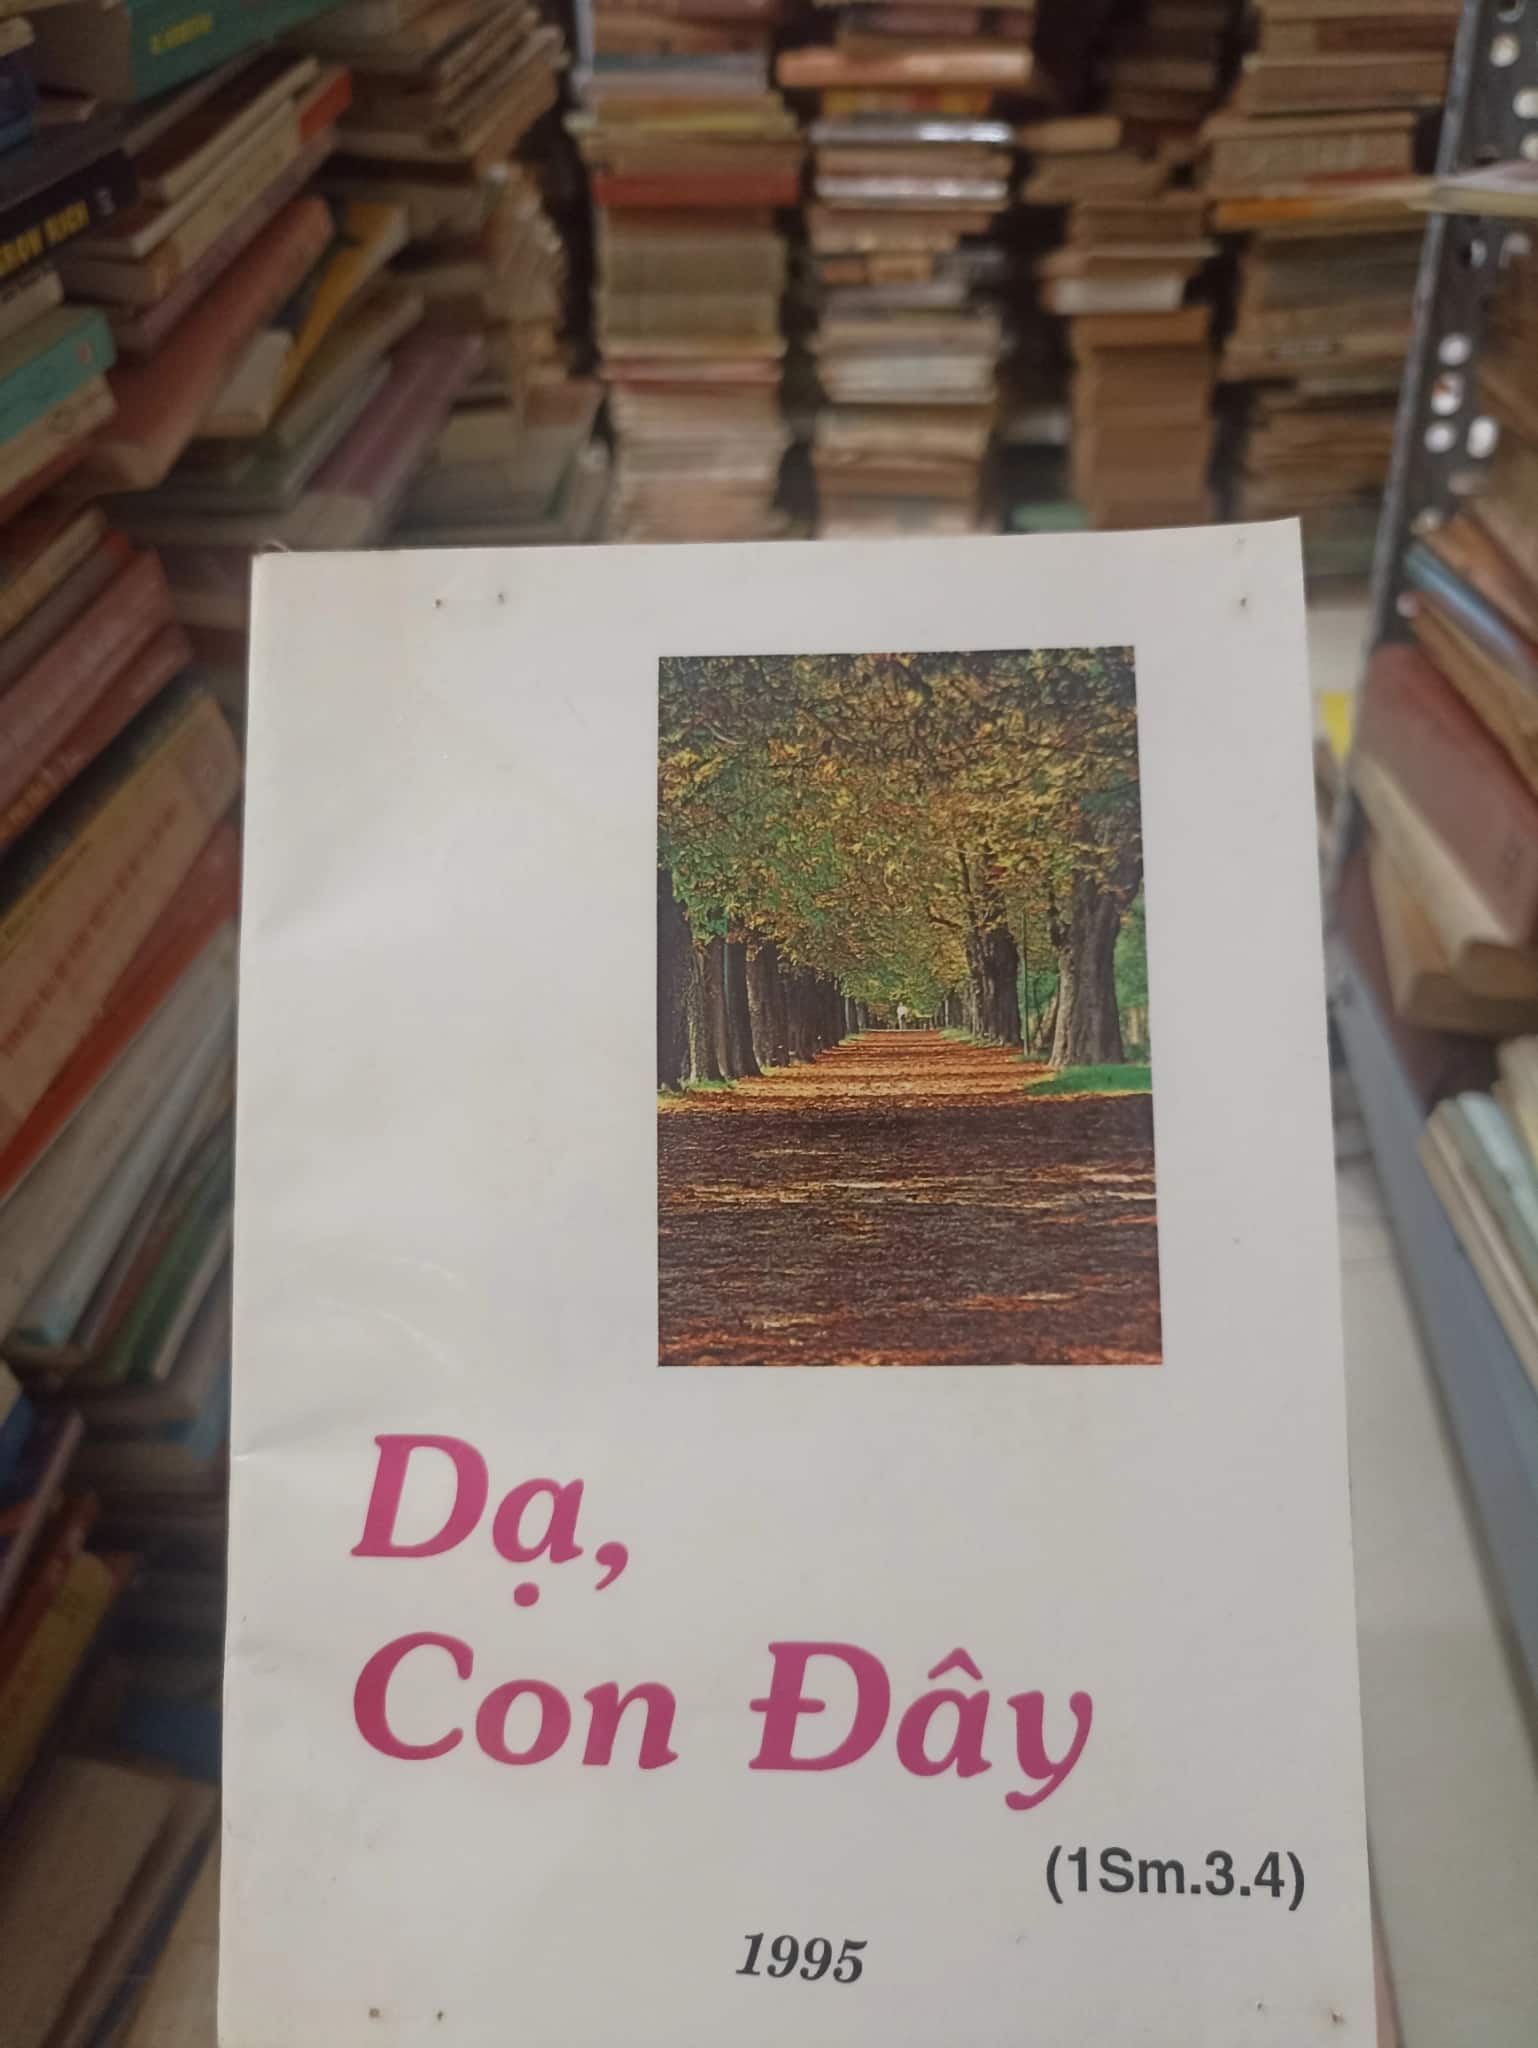 Dạ,
Con Đây
(1Sm.3.4)
1995